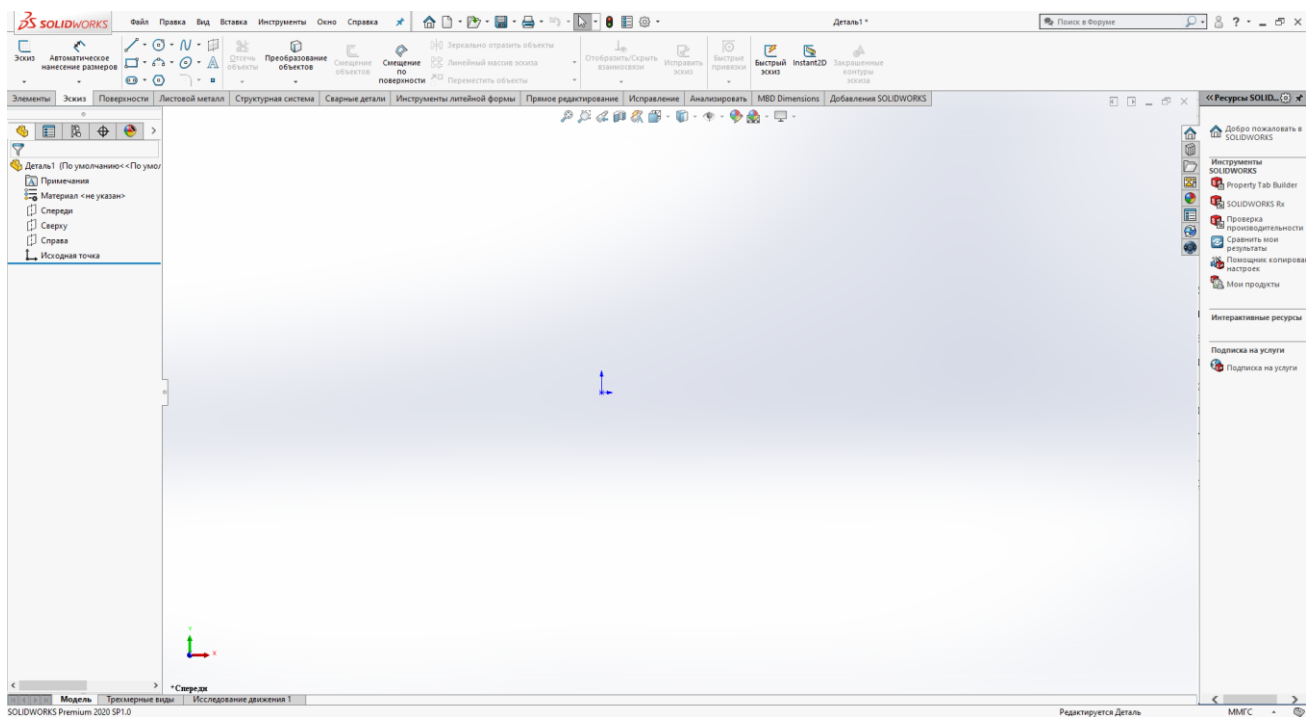 SOLIDWORKS Файл Правка Вид Вставка Инструменты Окно Справка Деталь1 * Поиск в Форуме
Эскиз
Автоматическое нанесение размеров
Отсечь объекты
Преобразование объектов
Смещение объектов
Смещение по поверхности
Зеркально отразить объекты
Линейный массив эскиза
Переместить объекты
Отобразить/Скрыть взаимосвязи
Исправить эскиз
Быстрые привязки
Быстрый эскиз
Instant2D
Закрашенные контуры эскиза
Элементы Эскиз Поверхности Листовой металл Структурная система Сварные детали Инструменты литейной формы Прямое редактирование Исправление Анализировать MBD Dimensions Добавления SOLIDWORKS
Деталь1 (По умолчанию<<По умол
Примечания
Материал <не указан>
Спереди
Сверху
Справа
Исходная точка
Y
X
*Спереди
Ресурсы SOLID...
Добро пожаловать в
SOLIDWORKS
Инструменты
SOLIDWORKS
Property Tab Builder
SOLIDWORKS Rx
Проверка
производительности
Сравнить мои
результаты
Помощник копирова
настроек
Мои продукты
Интерактивные ресурсы
Подписка на услуги
Подписка на услуги
Модель Трехмерные виды Исследование движения 1
SOLIDWORKS Premium 2020 SP1.0 Редактируется Деталь ММГС